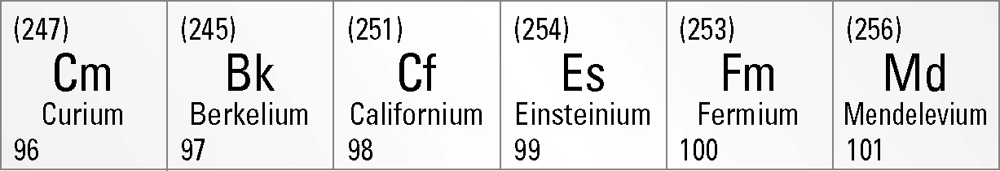 (247)
Cm
Curium
96
(245)
Bk
Berkelium
97
(251)
Cf
Californium
98
(254)
Es
Einsteinium
99
(253)
Fm
Fermium
100
(256)
Md
Mendelevium
101